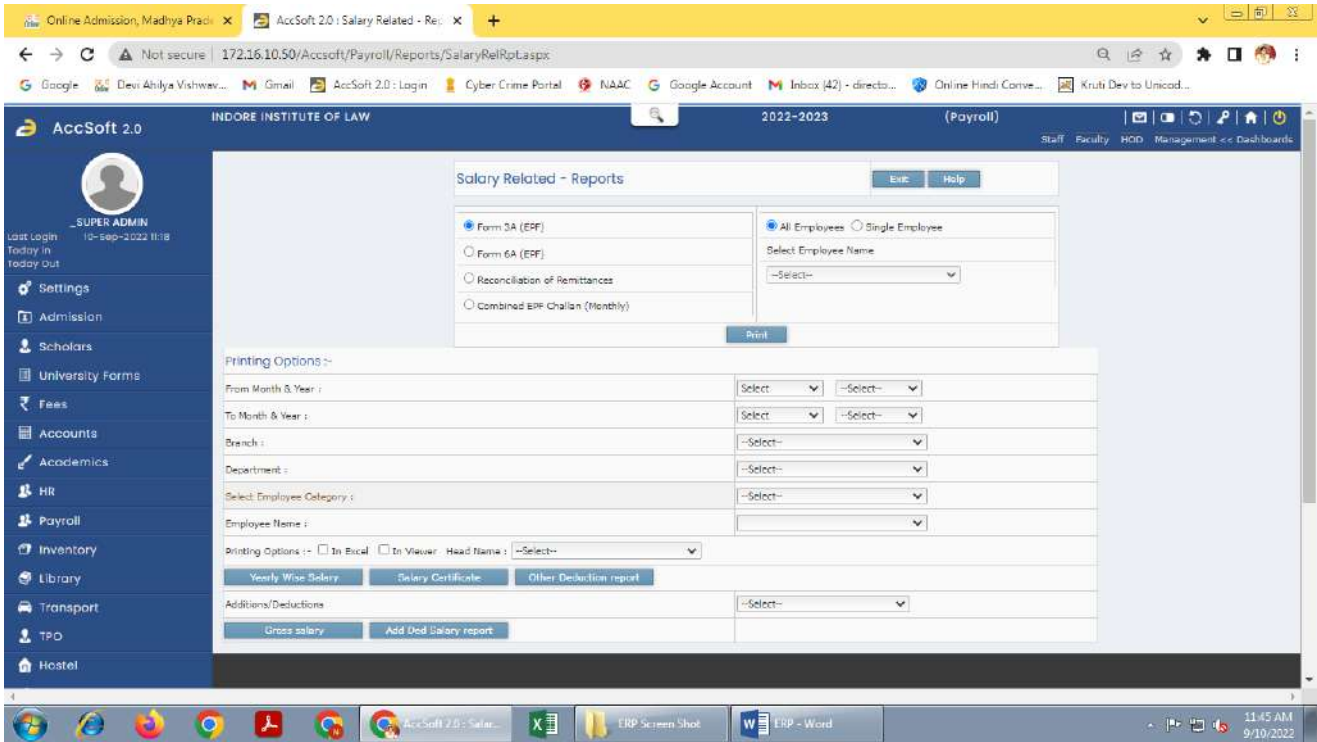 Online Admission, Madhya Prade
AccSoft 2.0 : Salary Related - Rep
Not secure | 172.16.10.50/Accsoft/Payroll/Reports/SalaryRelRpt.aspx
Google Devi Ahilya Vishwav... Gmail AccSoft 2.0 : Login Cyber Crime Portal NAAC Google Account Inbox (42) - directo... Online Hindi Conve... Kruti Dev to Unicod...
AccSoft 2.0 INDORE INSTITUTE OF LAW 2022-2023 (Payroll)
Staff Faculty HOD Management << Dashboards
Salary Related - Reports Exit Help
_SUPER ADMIN
Last Login 10-Sep-2022 11:18
Today In
Today Out
Form 3A (EPF) All Employees Single Employee
Form 6A (EPF) Select Employee Name
Reconciliation of Remittances --Select--
Combined EPF Challan (Monthly)
Print
Settings
Admission
Scholars
University Forms
Fees
Accounts
Academics
HR
Payroll
Inventory
Library
Transport
TPO
Hostel
Printing Options :-
From Month & Year : Select --Select--
To Month & Year : Select --Select--
Branch : --Select--
Department : --Select--
Select Employee Category : --Select--
Employee Name :
Printing Options :- In Excel In Viewer Head Name : --Select--
Yearly Wise Salary Salary Certificate Other Deduction report
Additions/Deductions --Select--
Gross salary Add Ded Salary report
AccSoft 2.0 : Salar... ERP Screen Shot ERP - Word
11:45 AM
9/10/2022